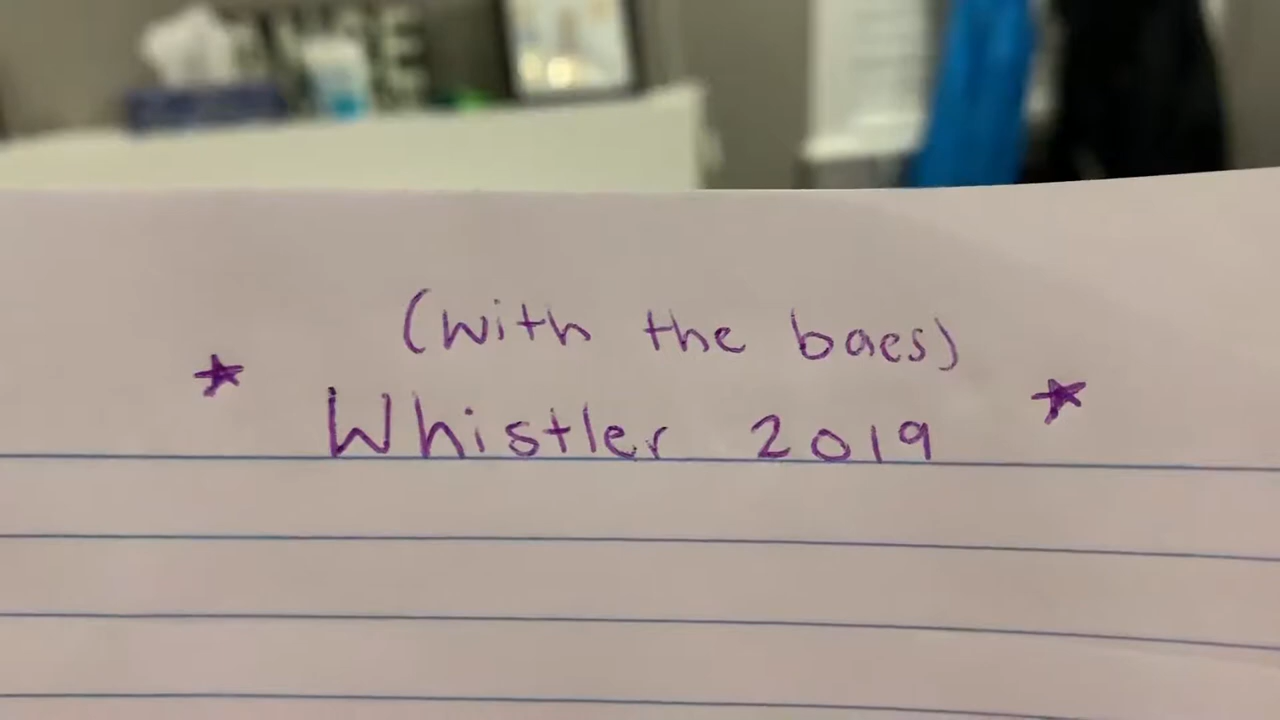 (with the baes)
★ Whistler 2019 ★